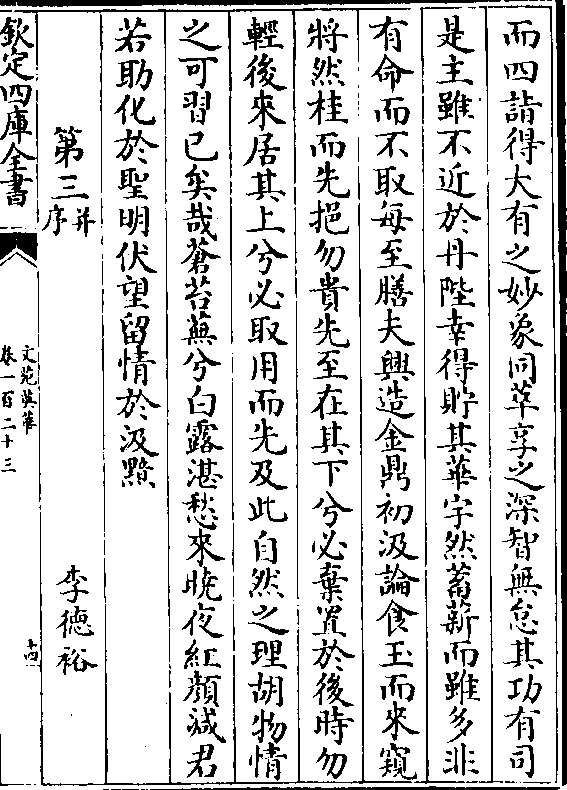 而四詣得大有之妙象同萃享之深智無怠其功有司
是主雖不近於丹陛幸得貯其華宇然蓄薪而雖多非
有命而不取每至膳夫興造金鼎初汲論食玉而來窺
將然桂而先挹勿貴先至在其下兮必棄置於後時勿
輕後來居其上兮必取用而先及此自然之理胡物情
之可習已矣哉蒼苔蕪兮白露湛愁來晚夜紅顔減君
若助化於聖明伏望留情於汲黯
第三并序 李德裕
欽定四庫全書
文苑英華
卷一百二十三
十四